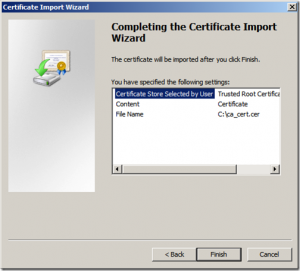 Certificate Import Wizard
Completing the Certificate Import
Wizard
The certificate will be imported after you click Finish.
You have specified the following settings:
Certificate Store Selected by User Trusted Root Certifica
Content Certificate
File Name C:\ca_cert.cer
< Back Finish Cancel